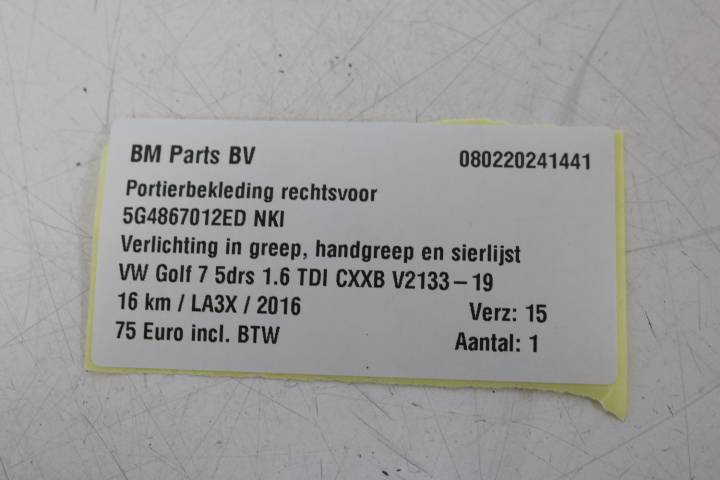 BM Parts BV 080220241441
Portierbekleding rechtsvoor
5G4867012ED NKI
Verlichting in greep, handgreep en sierlijst
VW Golf 7 5drs 1.6 TDI CXXB V2133-19
16 km / LA3X / 2016 Verz: 15
75 Euro incl. BTW Aantal: 1